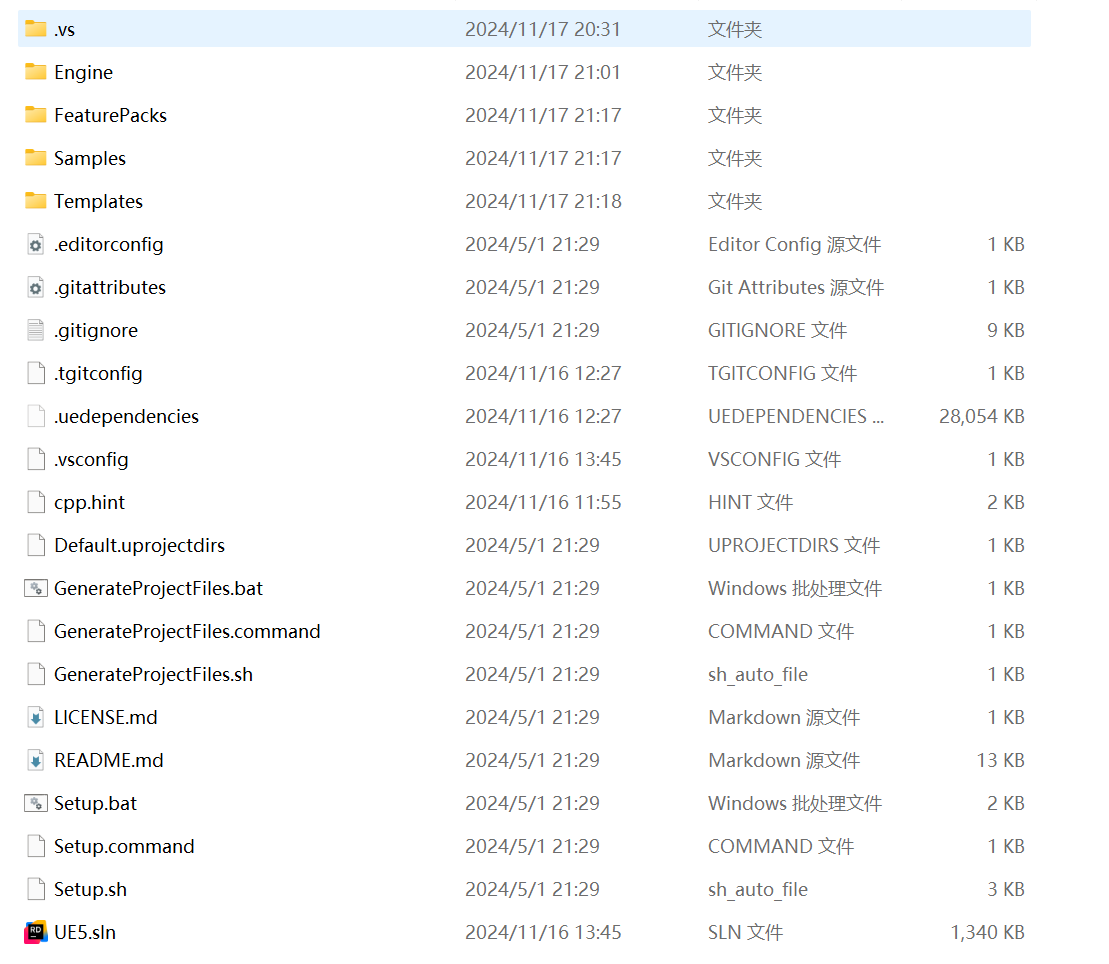 .vs 2024/11/17 20:31 文件夹
Engine 2024/11/17 21:01 文件夹
FeaturePacks 2024/11/17 21:17 文件夹
Samples 2024/11/17 21:17 文件夹
Templates 2024/11/17 21:18 文件夹
.editorconfig 2024/5/1 21:29 Editor Config 源文件 1 KB
.gitattributes 2024/5/1 21:29 Git Attributes 源文件 1 KB
.gitignore 2024/5/1 21:29 GITIGNORE 文件 9 KB
.tgitconfig 2024/11/16 12:27 TGITCONFIG 文件 1 KB
.uedependencies 2024/11/16 12:27 UEDEPENDENCIES ... 28,054 KB
.vsconfig 2024/11/16 13:45 VSCONFIG 文件 1 KB
cpp.hint 2024/11/16 11:55 HINT 文件 2 KB
Default.uprojectdirs 2024/5/1 21:29 UPROJECTDIRS 文件 1 KB
GenerateProjectFiles.bat 2024/5/1 21:29 Windows 批处理文件 1 KB
GenerateProjectFiles.command 2024/5/1 21:29 COMMAND 文件 1 KB
GenerateProjectFiles.sh 2024/5/1 21:29 sh_auto_file 1 KB
LICENSE.md 2024/5/1 21:29 Markdown 源文件 1 KB
README.md 2024/5/1 21:29 Markdown 源文件 13 KB
Setup.bat 2024/5/1 21:29 Windows 批处理文件 2 KB
Setup.command 2024/5/1 21:29 COMMAND 文件 1 KB
Setup.sh 2024/5/1 21:29 sh_auto_file 3 KB
RD UE5.sln 2024/11/16 13:45 SLN 文件 1,340 KB